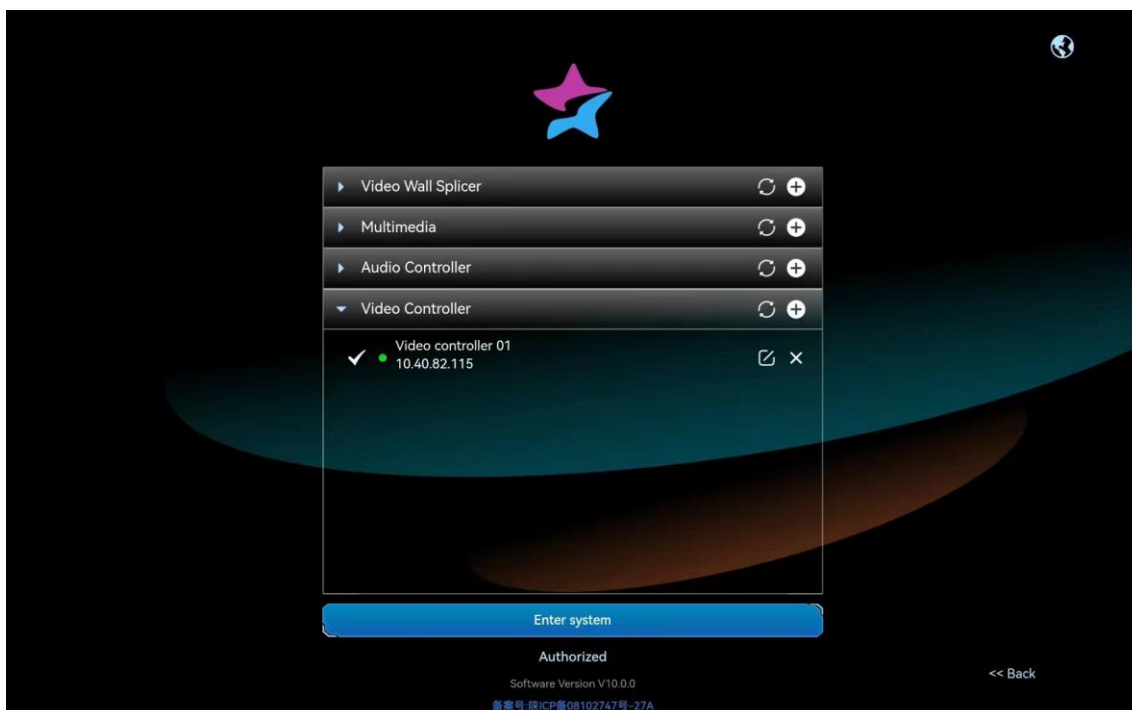 Video Wall Splicer
Multimedia
Audio Controller
Video Controller
Video controller 01
10.40.82.115
Enter system
Authorized
Software Version V10.0.0
<< Back
备案号:陕ICP备08102747号-27A